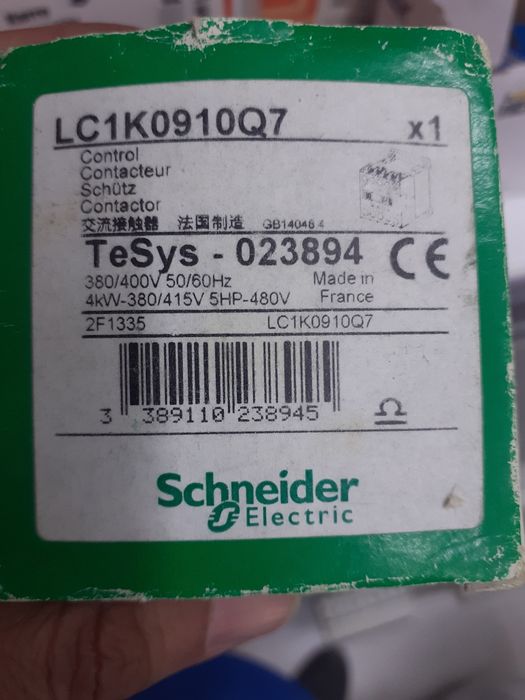 LC1K0910Q7 x1
Control
Contacteur
Schütz
Contactor
交流接触器 法国制造 GB14048.4
TeSys - 023894 CE
380/400V 50/60Hz Made in
4kW-380/415V 5HP-480V France
2F1335 LC1K0910Q7
3 389110 238945
Schneider
Electric